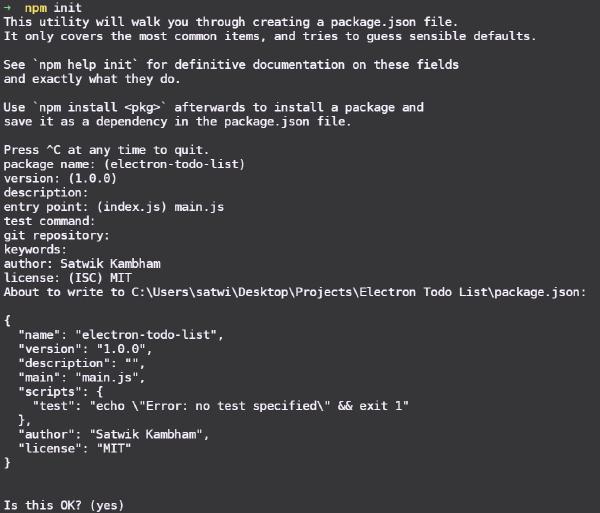 → npm init
This utility will walk you through creating a package.json file.
It only covers the most common items, and tries to guess sensible defaults.
See `npm help init` for definitive documentation on these fields
and exactly what they do.
Use `npm install <pkg>` afterwards to install a package and
save it as a dependency in the package.json file.
Press ^C at any time to quit.
package name: (electron-todo-list)
version: (1.0.0)
description:
entry point: (index.js) main.js
test command:
git repository:
keywords:
author: Satwik Kambham
license: (ISC) MIT
About to write to C:\Users\satwi\Desktop\Projects\Electron Todo List\package.json:
{
  "name": "electron-todo-list",
  "version": "1.0.0",
  "description": "",
  "main": "main.js",
  "scripts": {
    "test": "echo \"Error: no test specified\" && exit 1"
  },
  "author": "Satwik Kambham",
  "license": "MIT"
}
Is this OK? (yes)